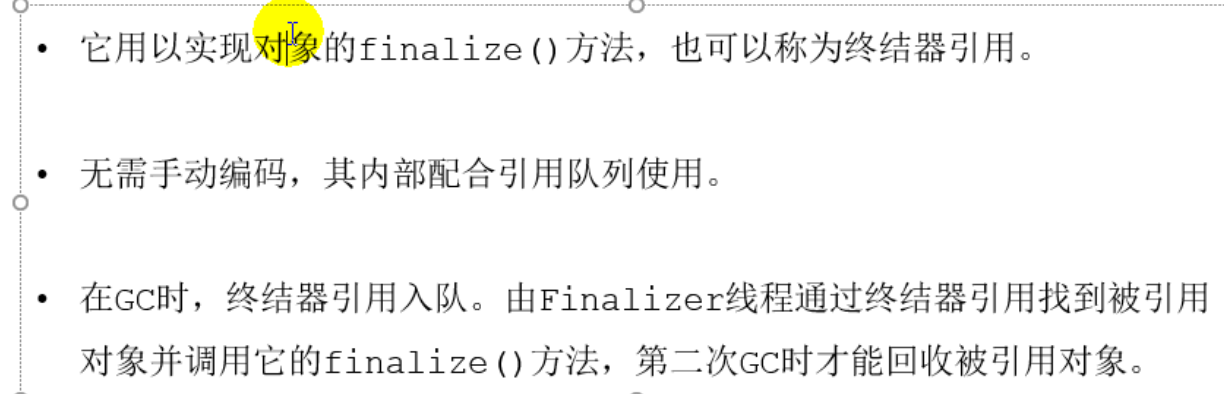 • 它用以实现对象的finalize()方法，也可以称为终结器引用。
• 无需手动编码，其内部配合引用队列使用。
• 在GC时，终结器引用入队。由Finalizer线程通过终结器引用找到被引用
对象并调用它的finalize()方法，第二次GC时才能回收被引用对象。